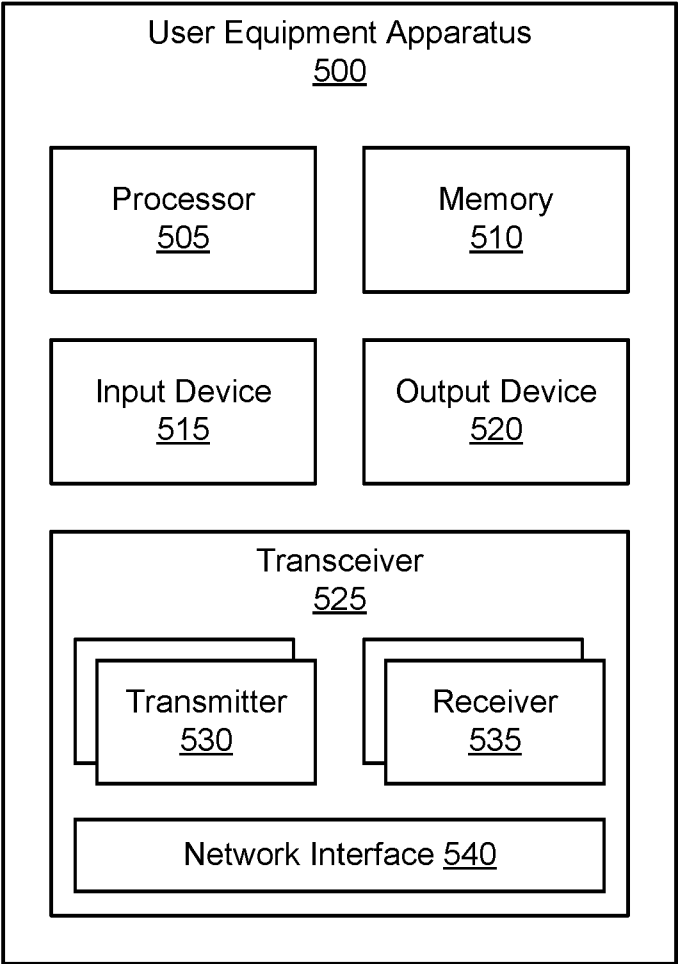 User Equipment Apparatus
500
Processor
505
Memory
510
Input Device
515
Output Device
520
Transceiver
525
Transmitter
530
Receiver
535
Network Interface 540